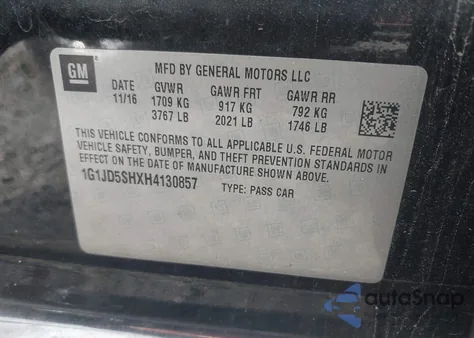 GM
MFD BY GENERAL MOTORS LLC
DATE GVWR GAWR FRT GAWR RR
11/16 1709 KG 917 KG 792 KG
3767 LB 2021 LB 1746 LB
THIS VEHICLE CONFORMS TO ALL APPLICABLE U.S. FEDERAL MOTOR
VEHICLE SAFETY, BUMPER, AND THEFT PREVENTION STANDARDS IN
EFFECT ON THE DATE OF MANUFACTURE SHOWN ABOVE.
1G1JD5SHXH4130857 TYPE: PASS CAR
autoSnap